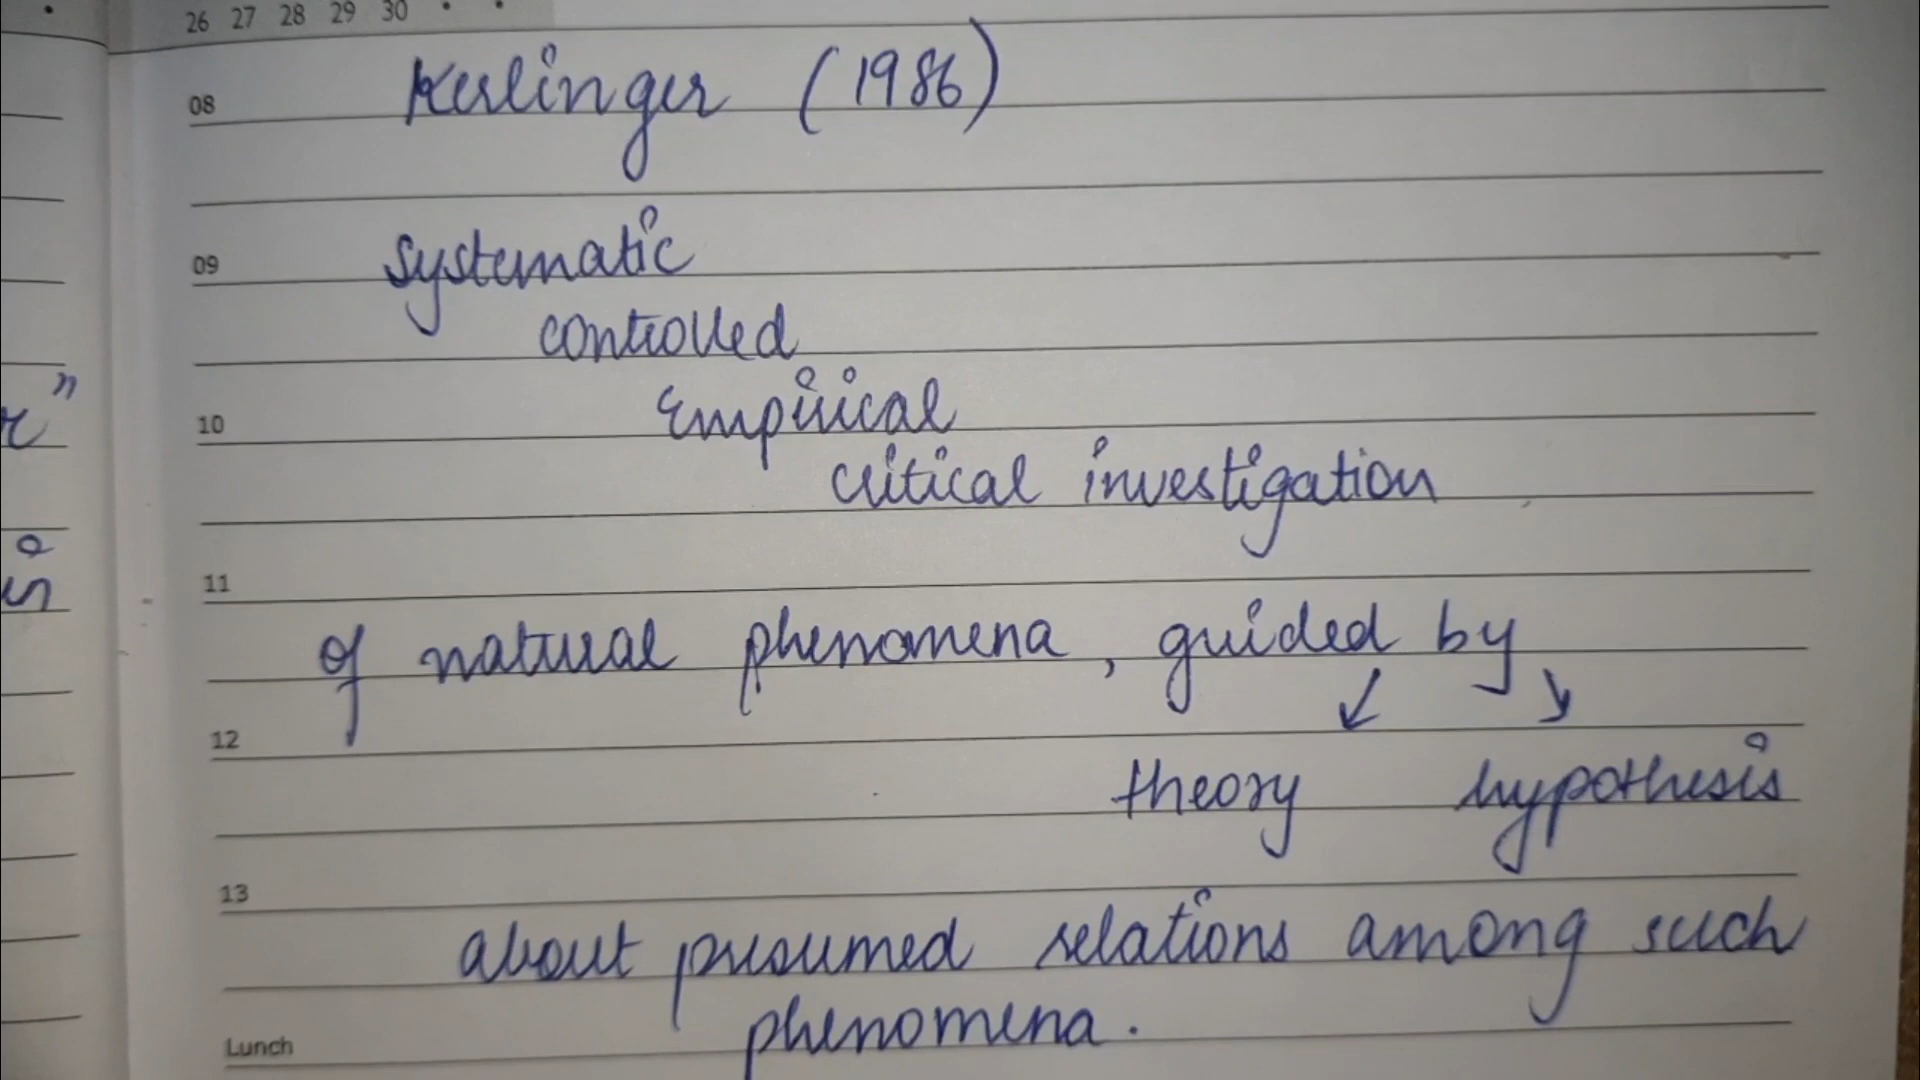 26 27 28 29 30 • •
08 Kerlinger (1986)
09 systematic
controlled
10 Empirical
critical investigation
11
of natural phenomena, guided by
12
↙ ↘
theory hypothesis
13
about presumed relations among such
phenomena.
Lunch